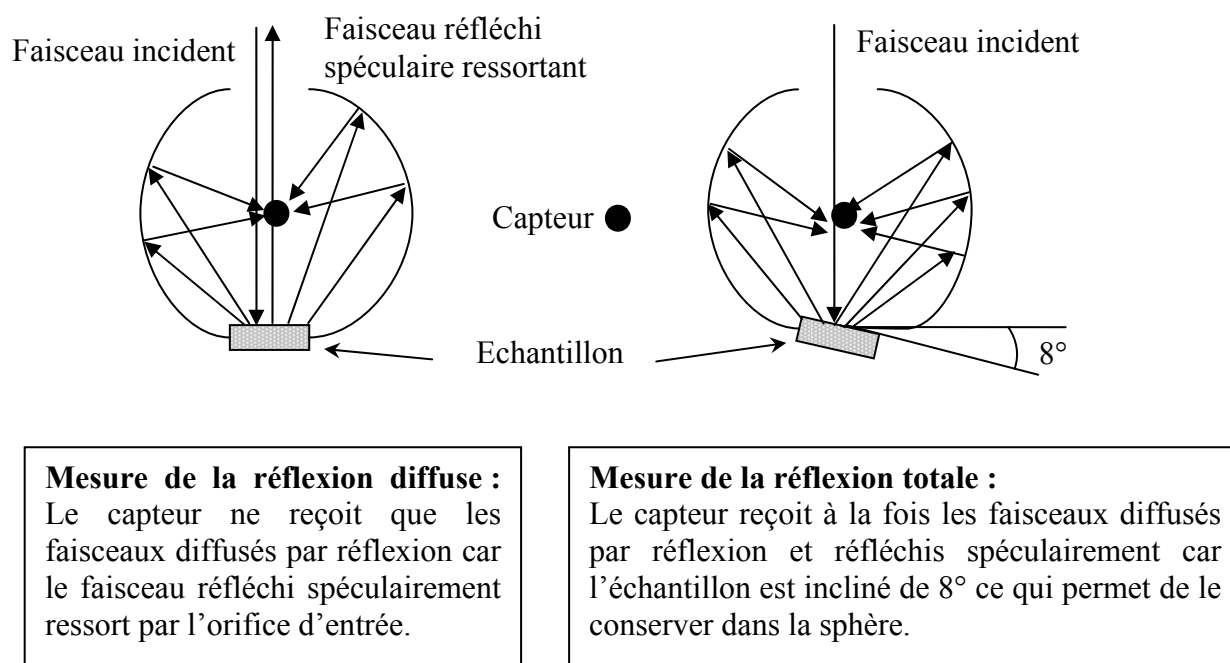 Faisceau incident
Faisceau réfléchi
spéculaire ressortant
Faisceau incident
Capteur
Echantillon
8°
Mesure de la réflexion diffuse :
Le capteur ne reçoit que les
faisceaux diffusés par réflexion car
le faisceau réfléchi spéculairement
ressort par l’orifice d’entrée.
Mesure de la réflexion totale :
Le capteur reçoit à la fois les faisceaux diffusés
par réflexion et réfléchis spéculairement car
l’échantillon est incliné de 8° ce qui permet de le
conserver dans la sphère.